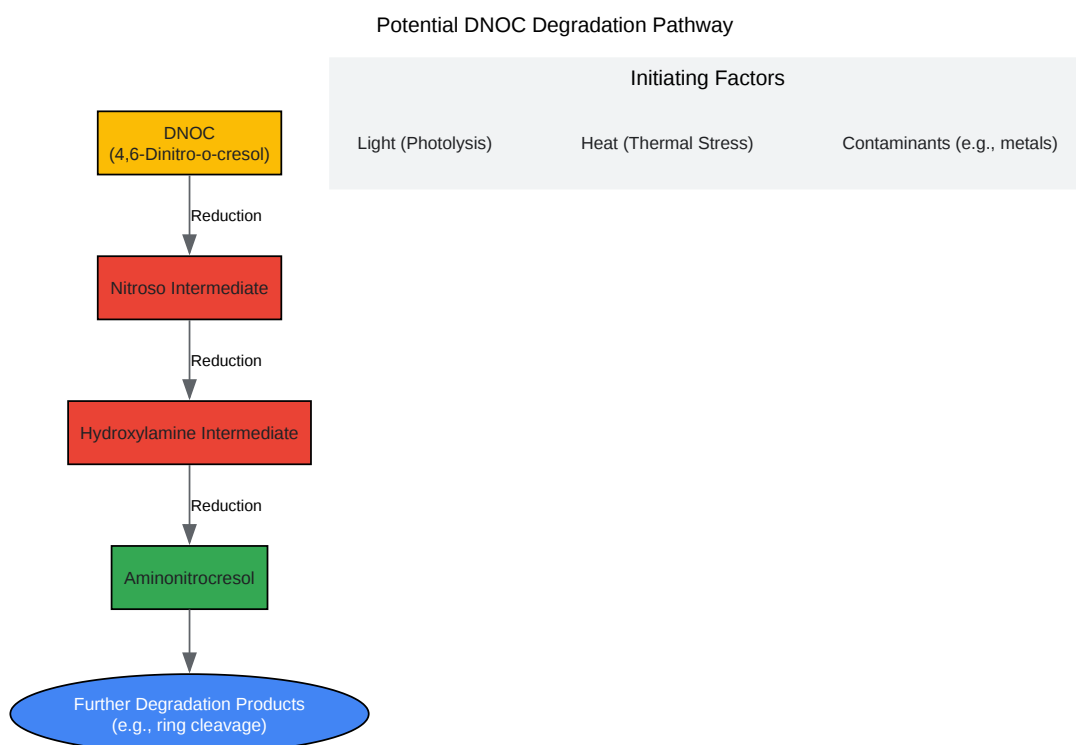 Potential DNOC Degradation Pathway
Initiating Factors
Light (Photolysis)
Heat (Thermal Stress)
Contaminants (e.g., metals)
DNOC
(4,6-Dinitro-o-cresol)
Reduction
Nitroso Intermediate
Reduction
Hydroxylamine Intermediate
Reduction
Aminonitrocresol
Further Degradation Products
(e.g., ring cleavage)